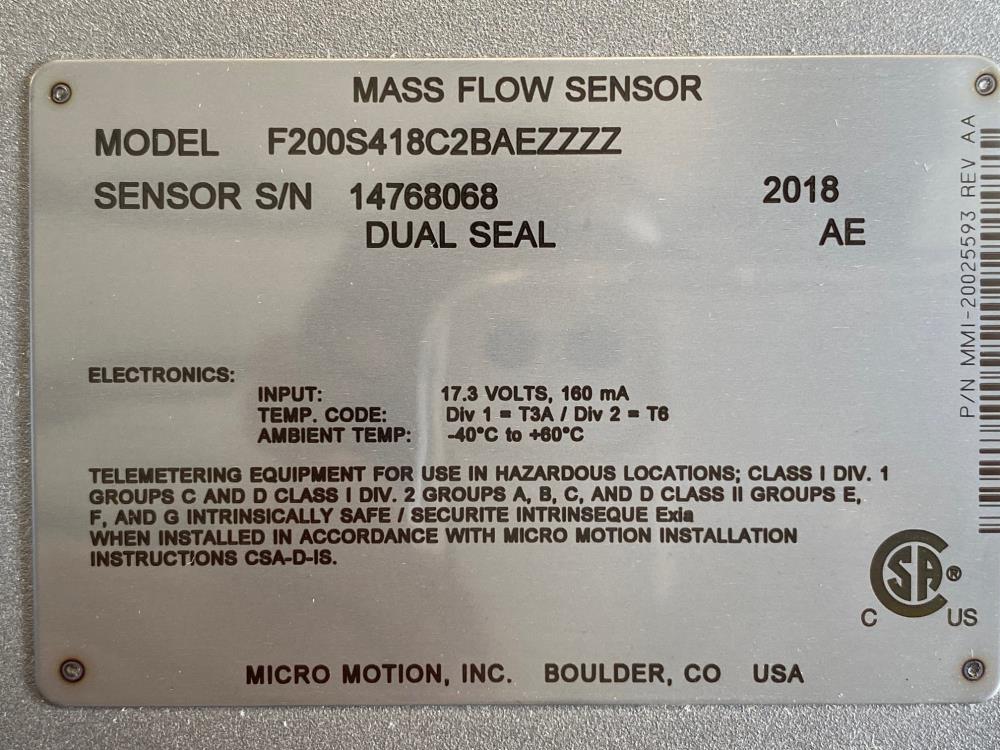 MASS FLOW SENSOR
MODEL F200S418C2BAEZZZZ
SENSOR S/N 14768068 2018
DUAL SEAL AE
P/N MMI-20025593 REV AA
ELECTRONICS:
INPUT: 17.3 VOLTS, 160 mA
TEMP. CODE: Div 1 = T3A / Div 2 = T6
AMBIENT TEMP: -40°C to +60°C
TELEMETERING EQUIPMENT FOR USE IN HAZARDOUS LOCATIONS; CLASS I DIV. 1
GROUPS C AND D CLASS I DIV. 2 GROUPS A, B, C, AND D CLASS II GROUPS E,
F, AND G INTRINSICALLY SAFE / SECURITE INTRINSEQUE Exia
WHEN INSTALLED IN ACCORDANCE WITH MICRO MOTION INSTALLATION
INSTRUCTIONS CSA-D-IS.
CSA ®
C US
MICRO MOTION, INC. BOULDER, CO USA